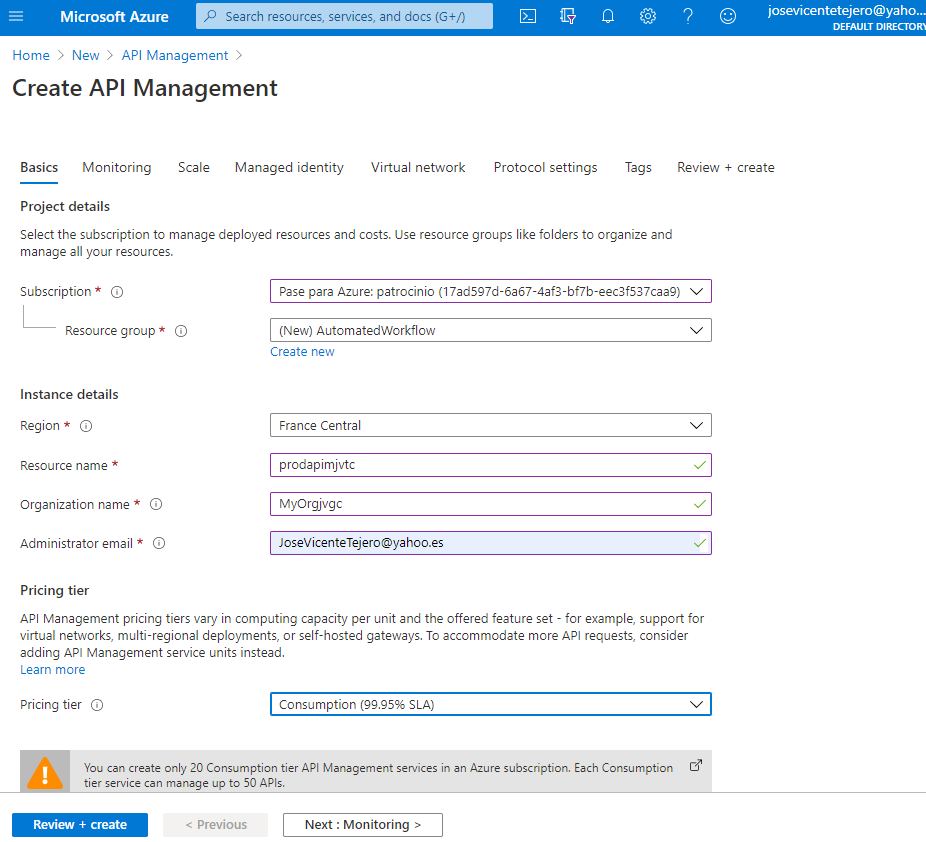 Microsoft Azure
Search resources, services, and docs (G+/)
josevicentetejero@yaho...
DEFAULT DIRECTORY
Home > New > API Management >
Create API Management
Basics Monitoring Scale Managed identity Virtual network Protocol settings Tags Review + create
Project details
Select the subscription to manage deployed resources and costs. Use resource groups like folders to organize and
manage all your resources.
Subscription *
Pase para Azure: patrocinio (17ad597d-6a67-4af3-bf7b-eec3f537caa9)
Resource group *
(New) AutomatedWorkflow
Create new
Instance details
Region *
France Central
Resource name *
prodapimjvtc
Organization name *
MyOrgjvgc
Administrator email *
JoseVicenteTejero@yahoo.es
Pricing tier
API Management pricing tiers vary in computing capacity per unit and the offered feature set - for example, support for
virtual networks, multi-regional deployments, or self-hosted gateways. To accommodate more API requests, consider
adding API Management service units instead.
Learn more
Pricing tier
Consumption (99.95% SLA)
You can create only 20 Consumption tier API Management services in an Azure subscription. Each Consumption
tier service can manage up to 50 APIs.
Review + create
< Previous
Next : Monitoring >